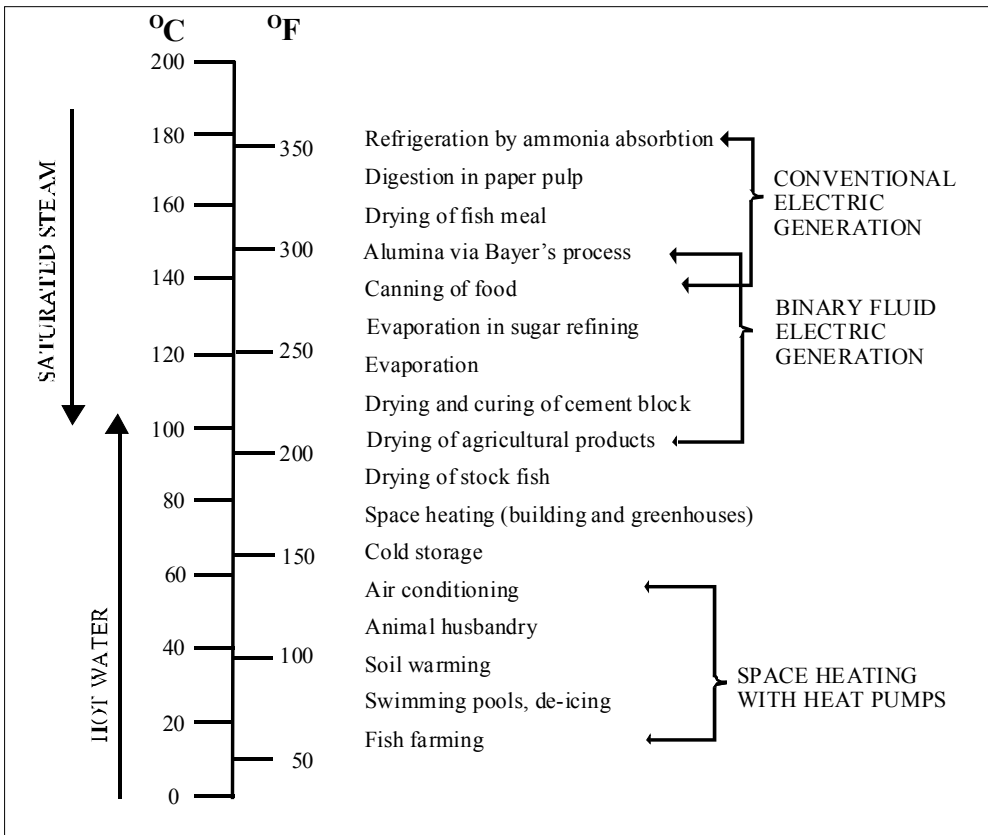 °C
°F
200
180
160
140
120
100
80
60
40
20
0
350
300
250
200
150
100
50
SATURATED STEAM
HOT WATER
Refrigeration by ammonia absorbtion
Digestion in paper pulp
Drying of fish meal
Alumina via Bayer's process
Canning of food
Evaporation in sugar refining
Evaporation
Drying and curing of cement block
Drying of agricultural products
Drying of stock fish
Space heating (building and greenhouses)
Cold storage
Air conditioning
Animal husbandry
Soil warming
Swimming pools, de-icing
Fish farming
CONVENTIONAL
ELECTRIC
GENERATION
BINARY FLUID
ELECTRIC
GENERATION
SPACE HEATING
WITH HEAT PUMPS